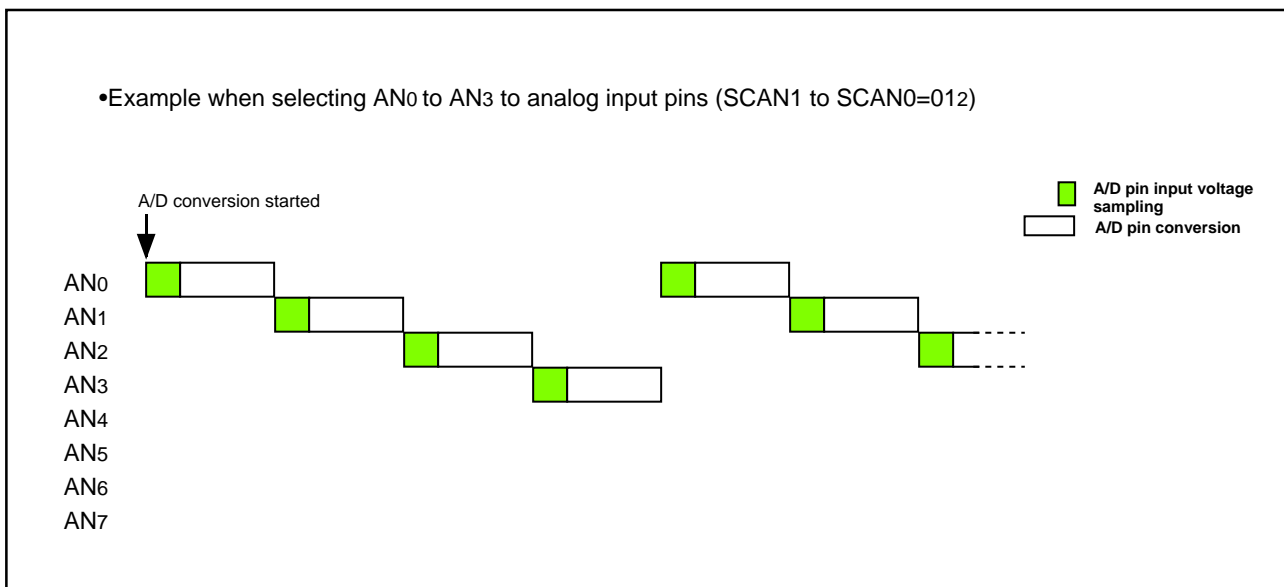 •Example when selecting AN0 to AN3 to analog input pins (SCAN1 to SCAN0=012)
A/D conversion started
A/D pin input voltage
sampling
A/D pin conversion
AN0
AN1
AN2
AN3
AN4
AN5
AN6
AN7